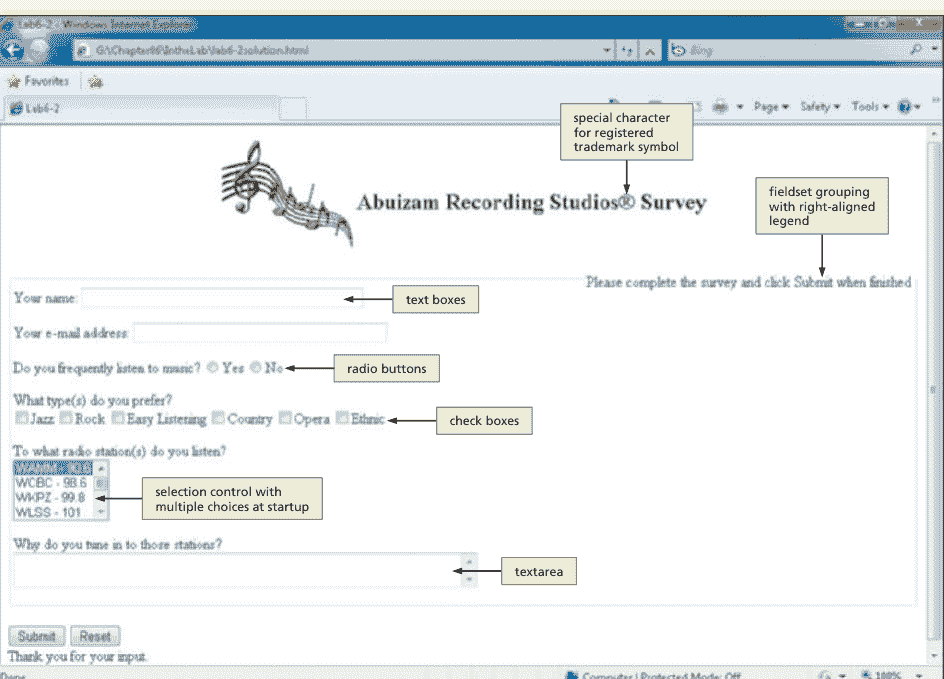 Lab6-2 - Windows Internet Explorer
G:\Chapter06\IntheLab\lab6-2solution.html
Bing
Favorites
Lab6-2
Page Safety Tools
special character
for registered
trademark symbol
Abuizam Recording Studios® Survey
fieldset grouping
with right-aligned
legend
Please complete the survey and click Submit when finished
Your name:
text boxes
Your e-mail address:
Do you frequently listen to music? Yes No
radio buttons
What type(s) do you prefer?
Jazz Rock Easy Listening Country Opera Ethnic
check boxes
To what radio station(s) do you listen?
WCBC - 98.6
WKPZ - 99.8
WLSS - 101
selection control with
multiple choices at startup
Why do you tune in to those stations?
textarea
Submit Reset
Thank you for your input.
Done
Computer | Protected Mode: Off
100%